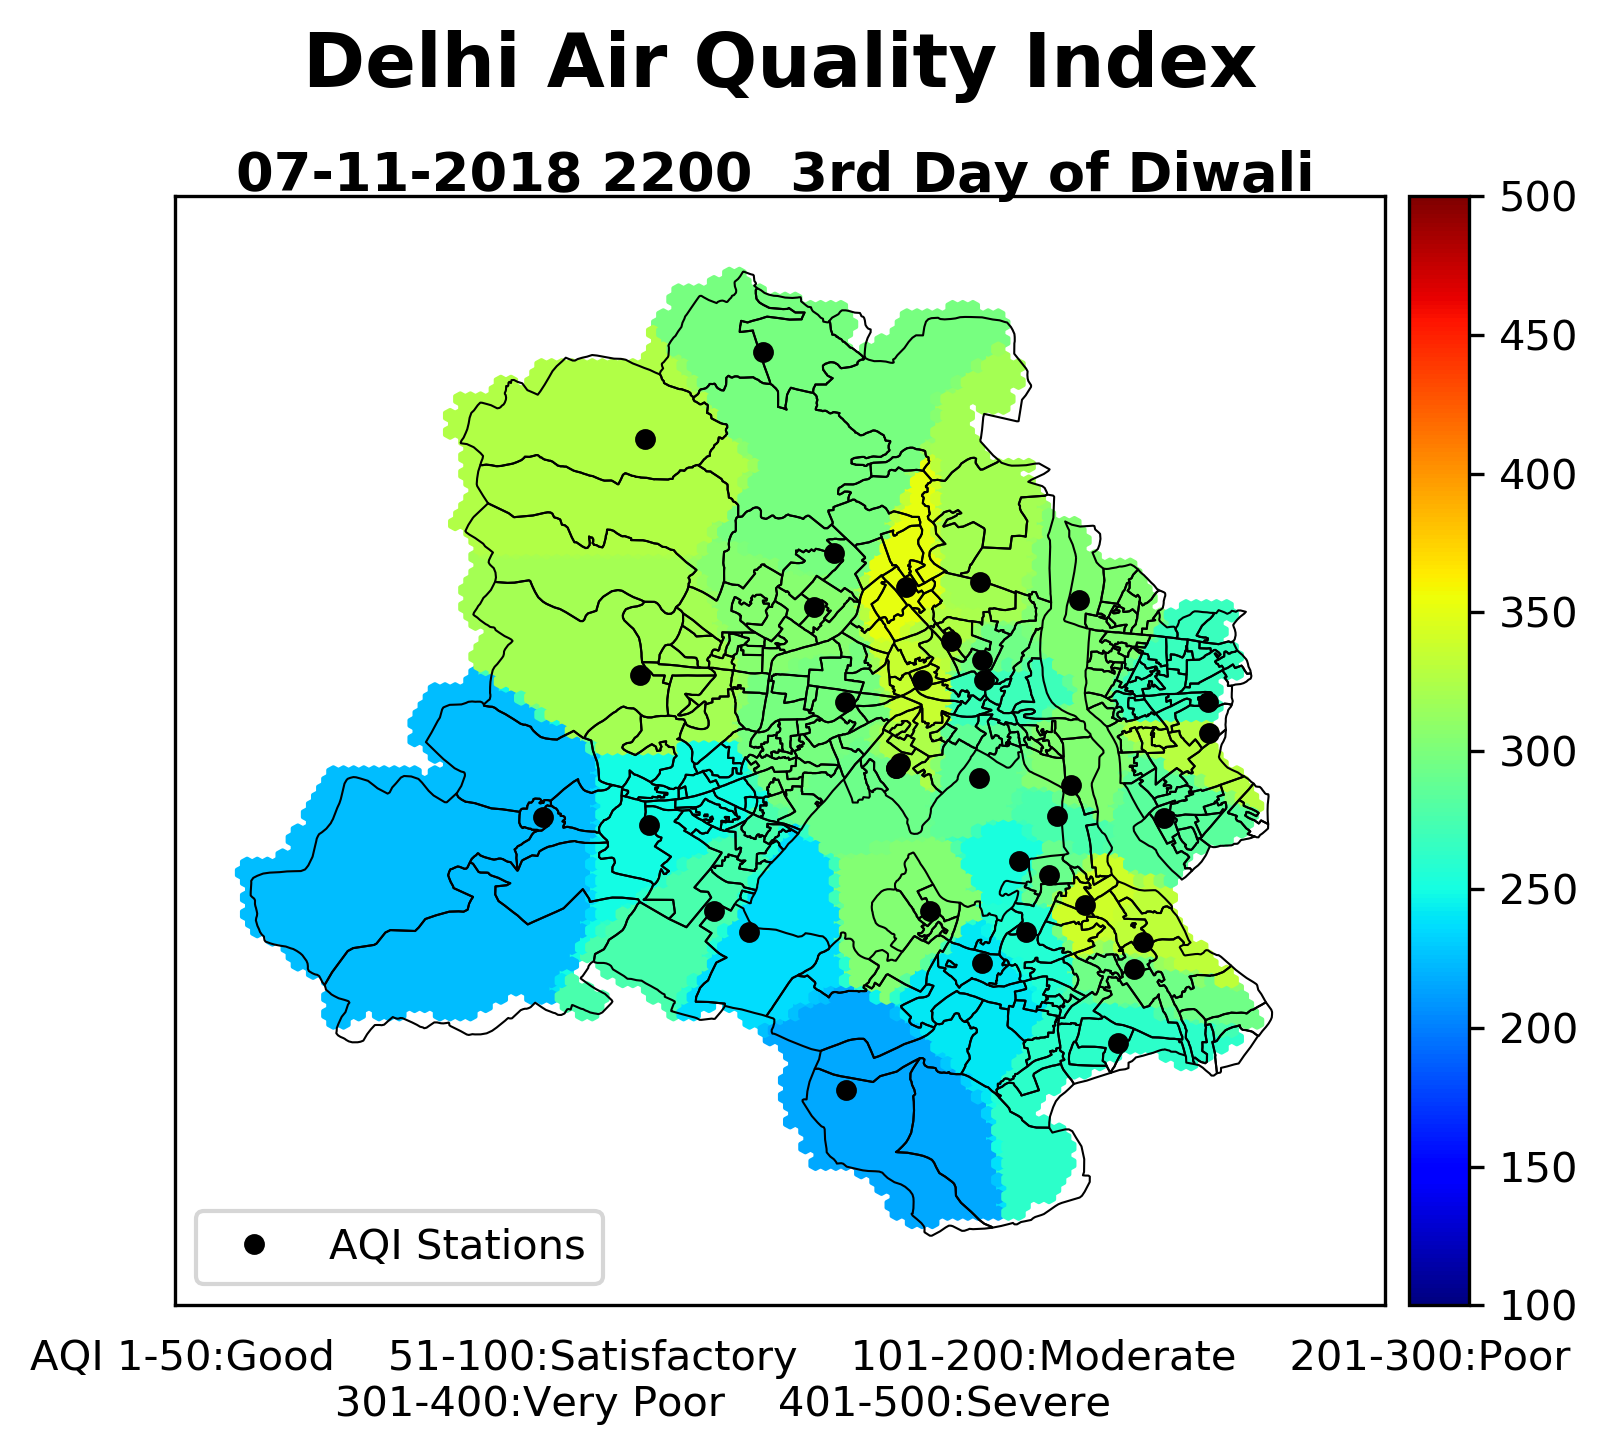 Delhi Air Quality Index
07-11-2018 2200  3rd Day of Diwali
500
450
400
350
300
250
200
150
100
AQI Stations
AQI 1-50:Good    51-100:Satisfactory    101-200:Moderate    201-300:Poor
301-400:Very Poor    401-500:Severe